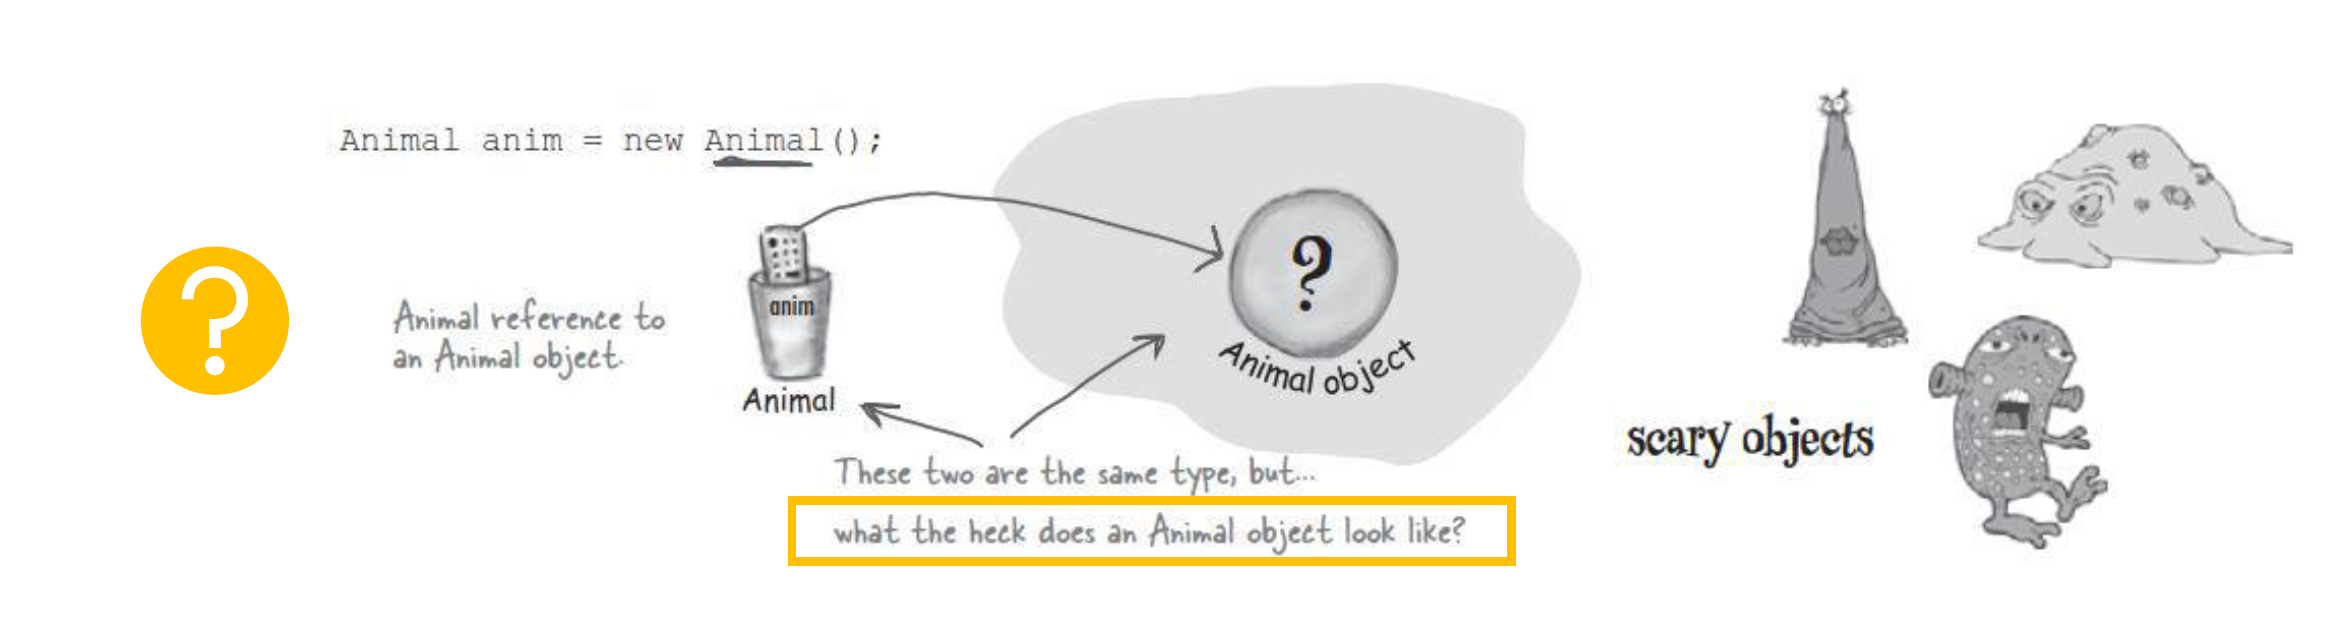 Animal anim = new Animal();
?
Animal reference to
an Animal object.
anim
Animal
?
Animal object
These two are the same type, but...
what the heck does an Animal object look like?
scary objects